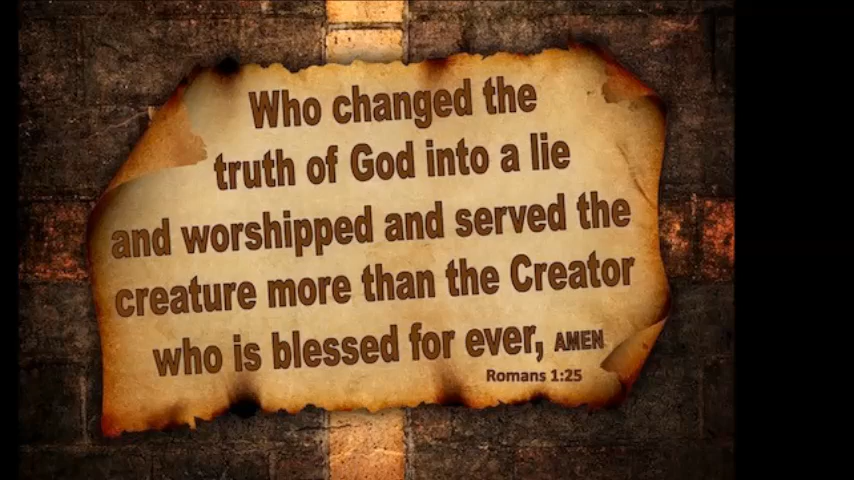 Who changed the
truth of God into a lie
and worshipped and served the
creature more than the Creator
who is blessed for ever, AMEN
Romans 1:25